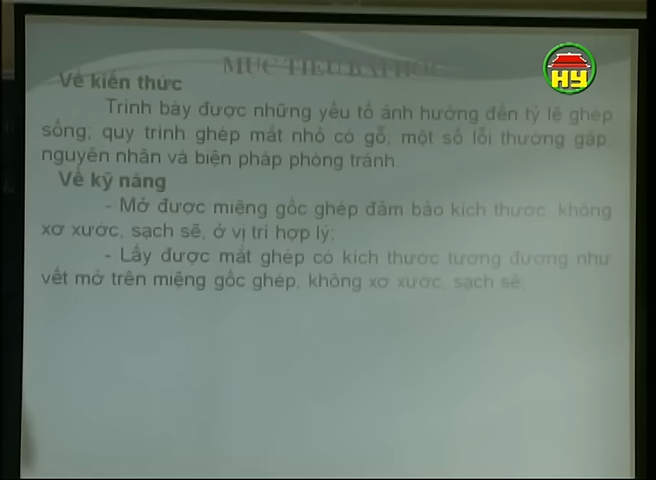 MỤC TIÊU BÀI HỌC
HY
Về kiến thức
Trình bày được những yếu tố ảnh hưởng đến tỷ lệ ghép
sống; quy trình ghép mắt nhỏ có gỗ, một số lỗi thường gặp,
nguyên nhân và biện pháp phòng tránh
Về kỹ năng
- Mở được miệng gốc ghép đảm bảo kích thước, không
xơ xước, sạch sẽ, ở vị trí hợp lý;
- Lấy được mắt ghép có kích thước tương đương như
vết mở trên miệng gốc ghép, không xơ xước, sạch sẽ;